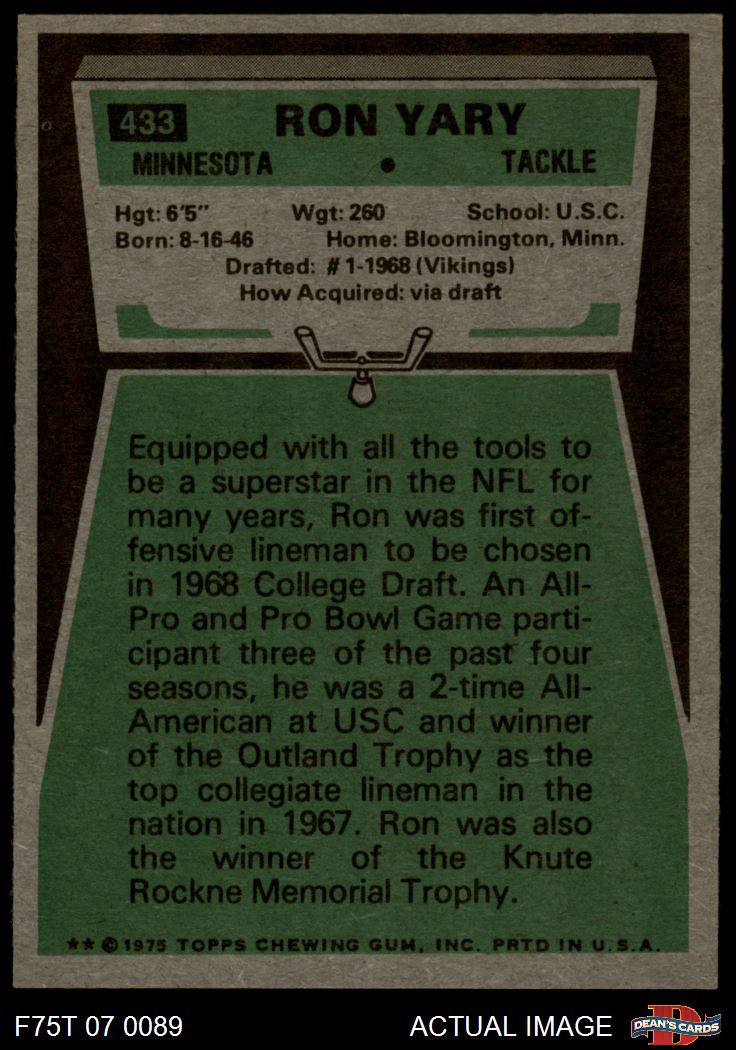 433 RON YARY
MINNESOTA • TACKLE
Hgt: 6'5" Wgt: 260 School: U.S.C.
Born: 8-16-46 Home: Bloomington, Minn.
Drafted: #1-1968 (Vikings)
How Acquired: via draft
Equipped with all the tools to
be a superstar in the NFL for
many years, Ron was first of-
fensive lineman to be chosen
in 1968 College Draft. An All-
Pro and Pro Bowl Game parti-
cipant three of the past four
seasons, he was a 2-time All-
American at USC and winner
of the Outland Trophy as the
top collegiate lineman in the
nation in 1967. Ron was also
the winner of the Knute
Rockne Memorial Trophy.
** © 1975 TOPPS CHEWING GUM, INC. PRTD IN U.S.A.
F75T 07 0089 ACTUAL IMAGE D DEAN'S CARDS